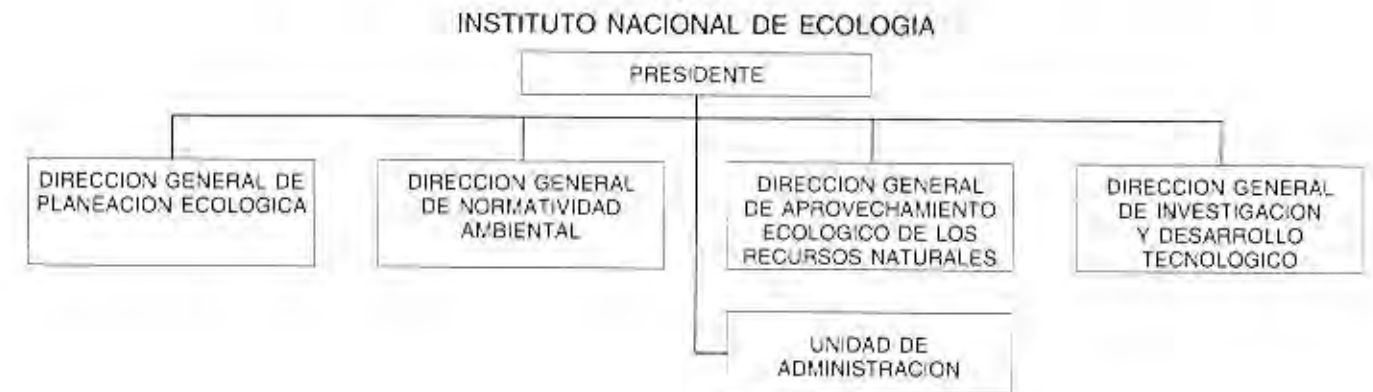 INSTITUTO NACIONAL DE ECOLOGIA
PRESIDENTE
DIRECCION GENERAL DE
PLANEACION ECOLOGICA
DIRECCION GENERAL
DE NORMATIVIDAD
AMBIENTAL
DIRECCION GENERAL
DE APROVECHAMIENTO
ECOLOGICO DE LOS
RECURSOS NATURALES
DIRECCION GENERAL
DE INVESTIGACION
Y DESARROLLO
TECNOLOGICO
UNIDAD DE
ADMINISTRACION